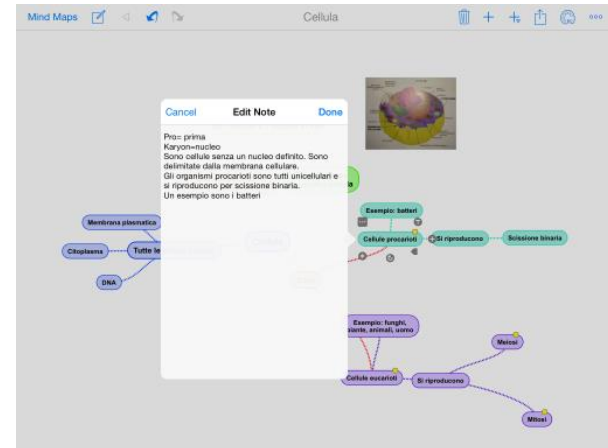 Mind Maps
Cellula
Cancel Edit Note Done
Pro= prima
Karyon=nucleo
Sono cellule senza un nucleo definito. Sono
delimitate dalla membrana cellulare.
Gli organismi procarioti sono tutti unicellulari e
si riproducono per scissione binaria.
Un esempio sono i batteri
Esempio: batteri
Membrana plasmatica
Cellule procarioti
Si riproducono
Scissione binaria
Citoplasma
Tutte le
DNA
Esempio: funghi,
piante, animali, uomo
Meiosi
Cellule eucarioti
Si riproducono
Mitosi